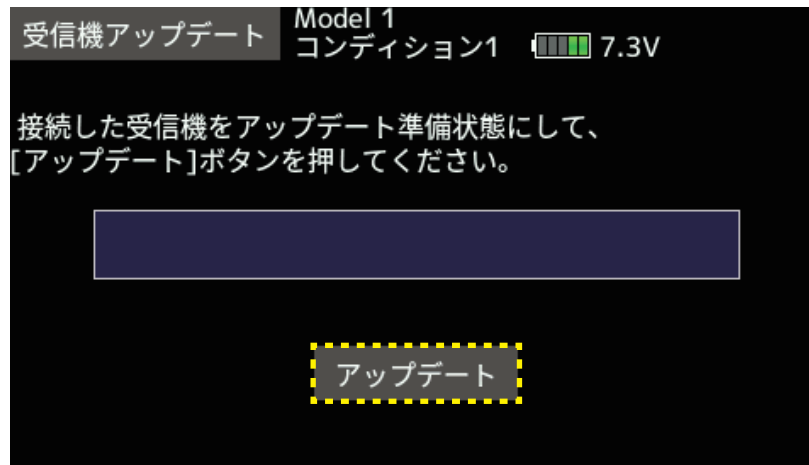 受信機アップデート
Model 1
コンディション1 7.3V
接続した受信機をアップデート準備状態にして、
[アップデート]ボタンを押してください。
アップデート